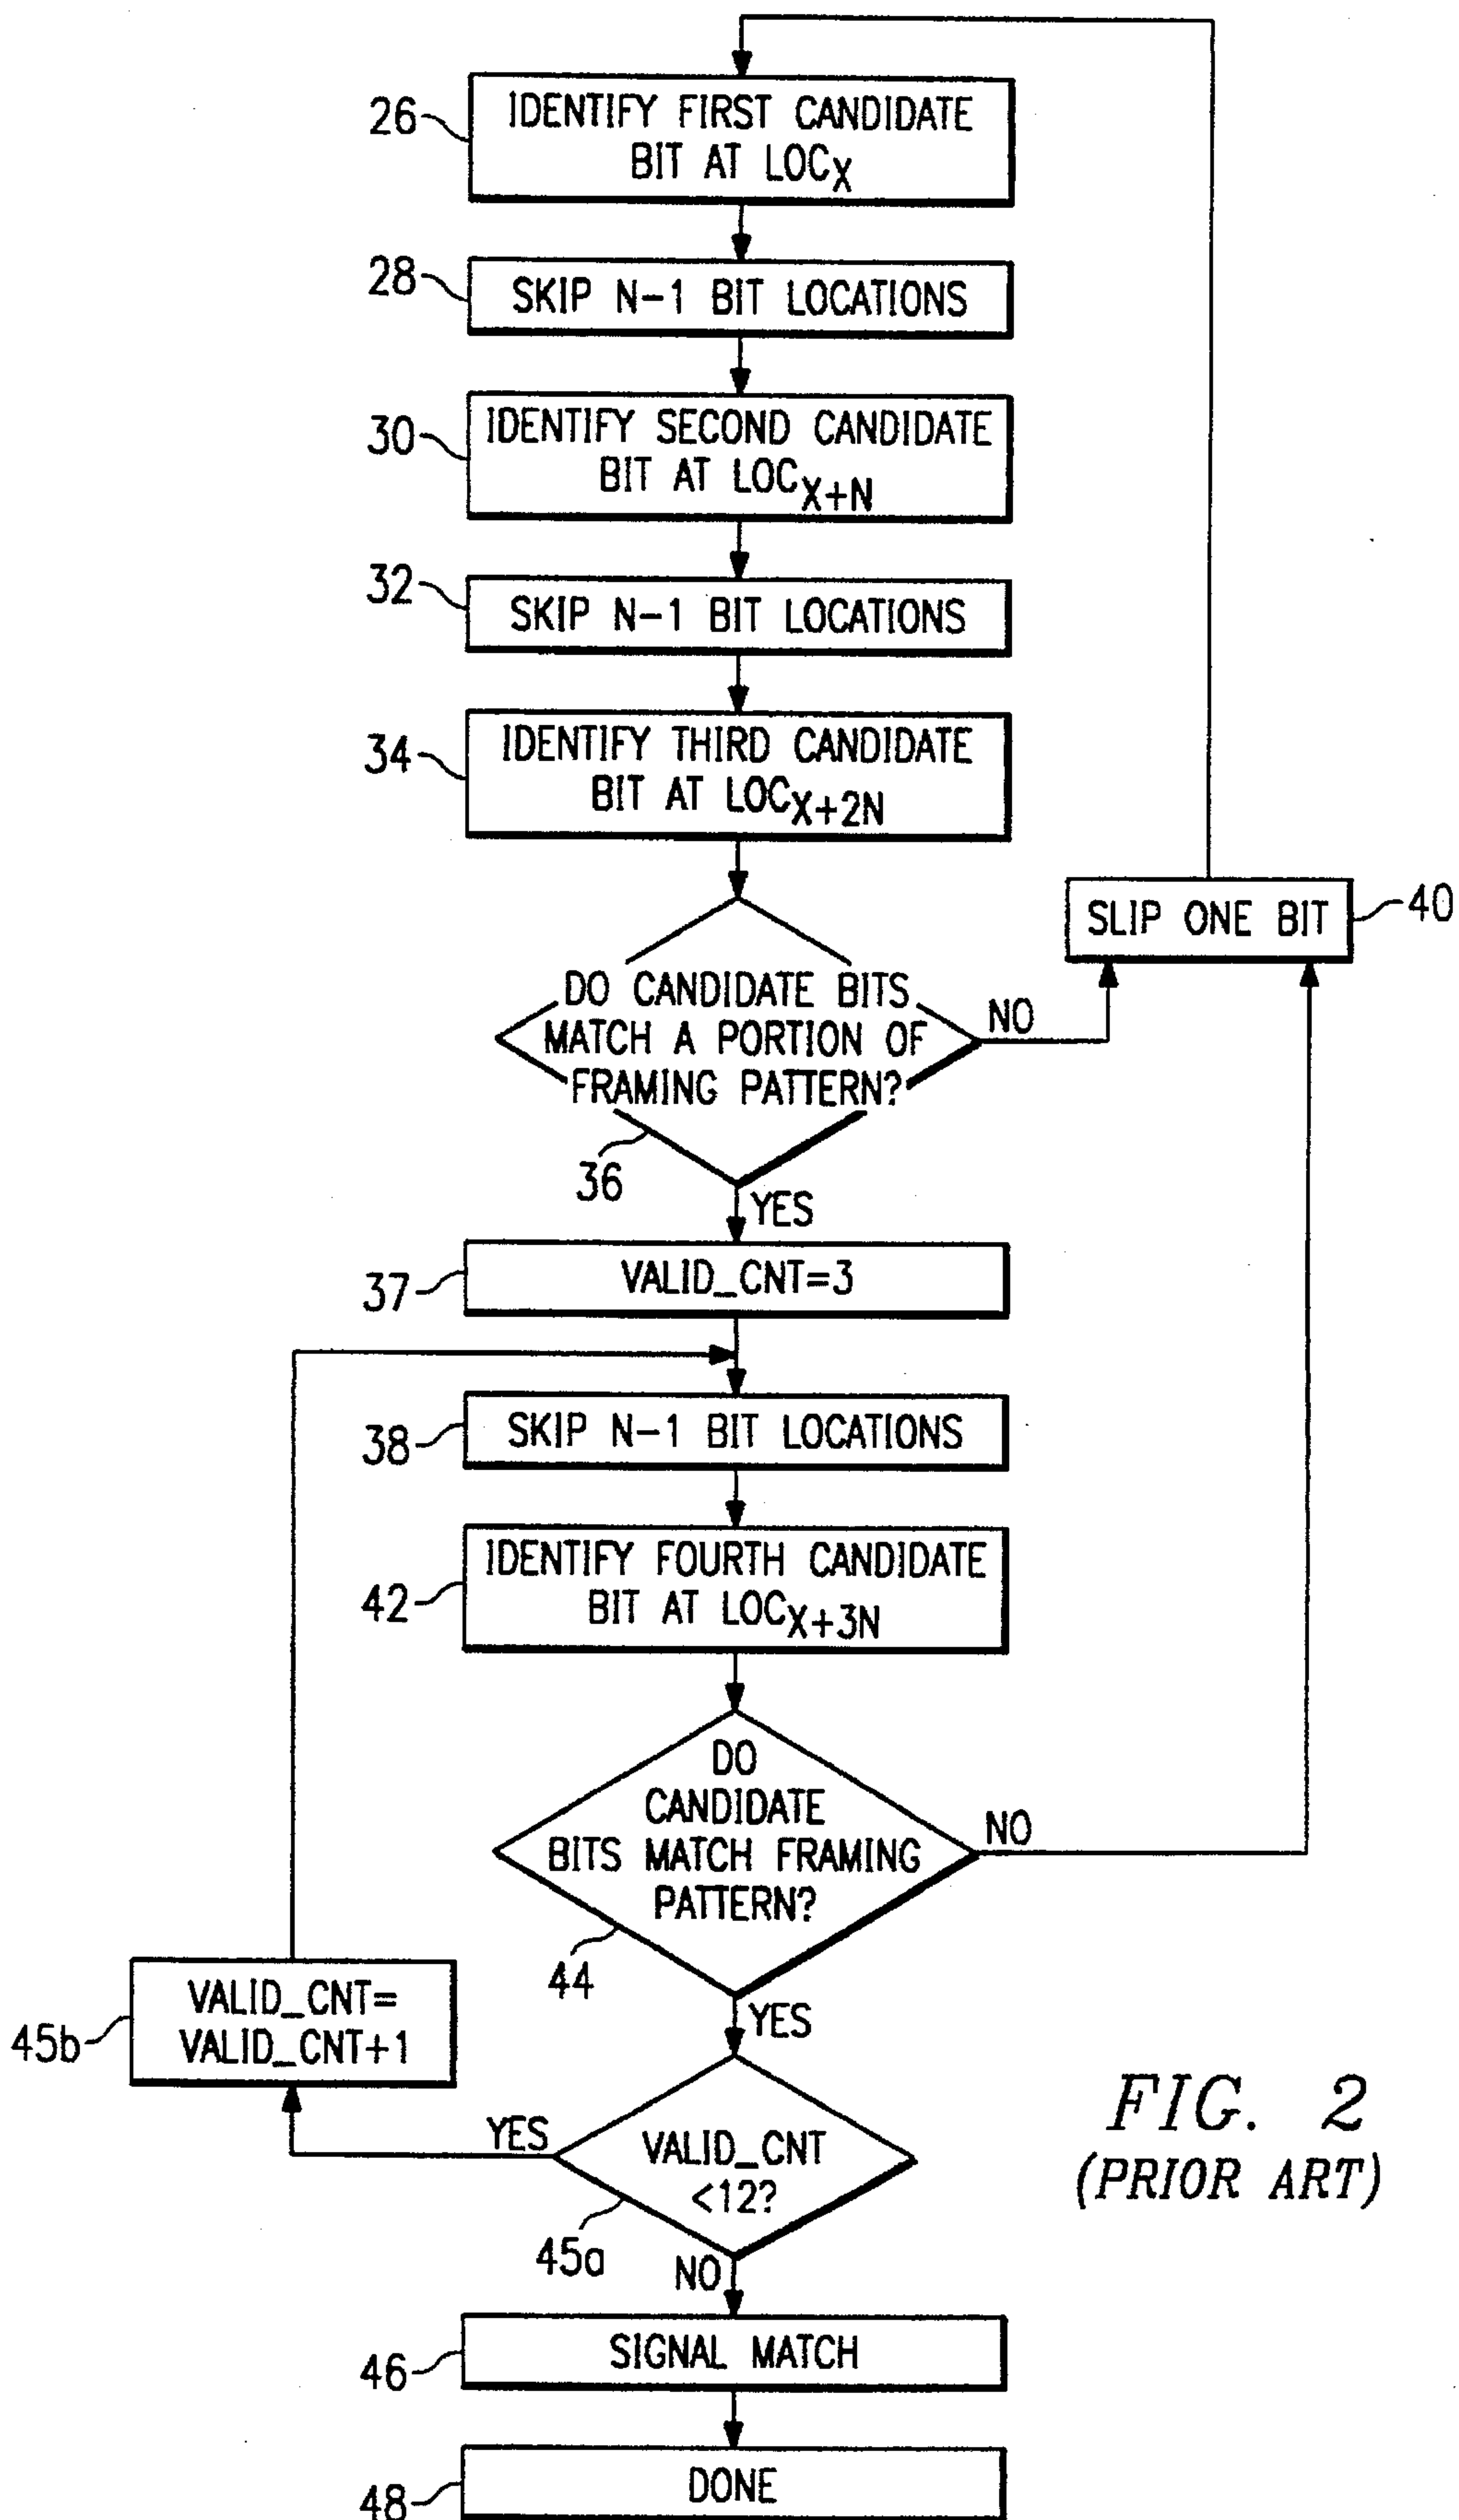 26
IDENTIFY FIRST CANDIDATE
BIT AT LOCX
28
SKIP N-1 BIT LOCATIONS
30
IDENTIFY SECOND CANDIDATE
BIT AT LOCX+N
32
SKIP N-1 BIT LOCATIONS
34
IDENTIFY THIRD CANDIDATE
BIT AT LOCX+2N
SLIP ONE BIT
40
DO CANDIDATE BITS
MATCH A PORTION OF
FRAMING PATTERN?
NO
36
YES
37
VALID_CNT=3
38
SKIP N-1 BIT LOCATIONS
42
IDENTIFY FOURTH CANDIDATE
BIT AT LOCX+3N
DO
CANDIDATE
BITS MATCH FRAMING
PATTERN?
NO
44
YES
45b
VALID_CNT=
VALID_CNT+1
YES
VALID_CNT
<12?
45a
NO
46
SIGNAL MATCH
48
DONE
FIG. 2
(PRIOR ART)